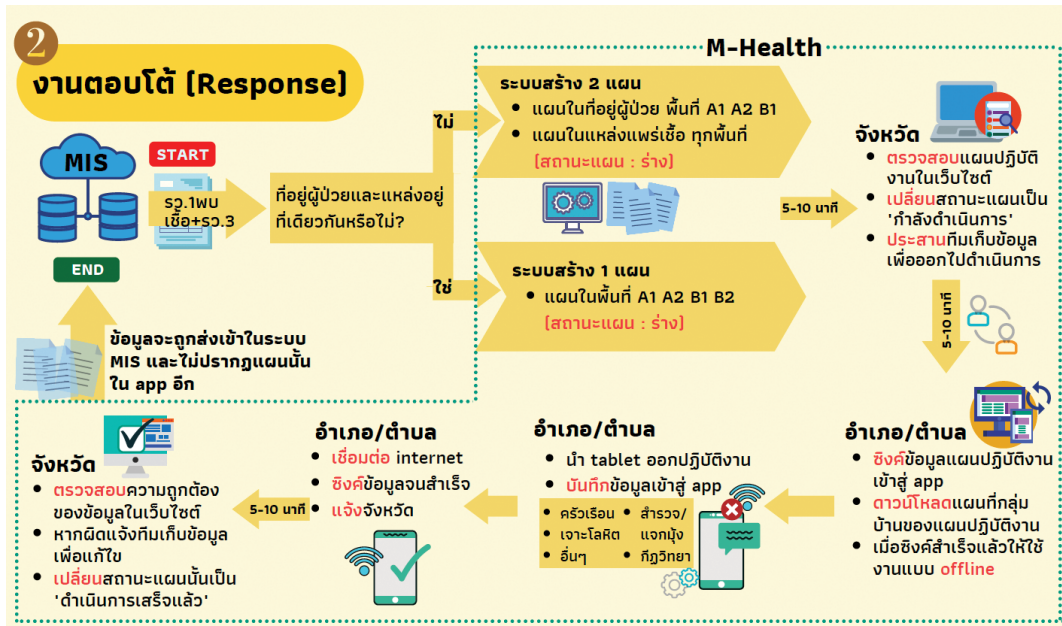 2
งานตอบโต้ (Response)
M-Health
MIS
START
รว.1พบ
เชื้อ+รว.3
END
ที่อยู่ผู้ป่วยและแหล่งอยู่
ที่เดียวกันหรือไม่?
ไม่
ใช่
ระบบสร้าง 2 แผน
• แผนในที่อยู่ผู้ป่วย พื้นที่ A1 A2 B1
• แผนในแหล่งแพร่เชื้อ ทุกพื้นที่
(สถานะแผน : ร่าง)
ระบบสร้าง 1 แผน
• แผนในพื้นที่ A1 A2 B1 B2
(สถานะแผน : ร่าง)
5-10 นาที
จังหวัด
• ตรวจสอบแผนปฏิบัติ
งานในเว็บไซต์
• เปลี่ยนสถานะแผนเป็น
'กำลังดำเนินการ'
• ประสานทีมเก็บข้อมูล
เพื่อออกไปดำเนินการ
5-10 นาที
อำเภอ/ตำบล
• ซิงค์ข้อมูลแผนปฏิบัติงาน
เข้าสู่ app
• ดาวน์โหลดแผนที่กลุ่ม
บ้านของแผนปฏิบัติงาน
• เมื่อซิงค์สำเร็จแล้วให้ใช้
งานแบบ offline
อำเภอ/ตำบล
• นำ tablet ออกปฏิบัติงาน
• บันทึกข้อมูลเข้าสู่ app
• ครัวเรือน
• เจาะโลหิต
• อื่นๆ
• สำรวจ/
แจกมุ้ง
• กีฏวิทยา
อำเภอ/ตำบล
• เชื่อมต่อ internet
• ซิงค์ข้อมูลจนสำเร็จ
• แจ้งจังหวัด
5-10 นาที
จังหวัด
• ตรวจสอบความถูกต้อง
ของข้อมูลในเว็บไซต์
• หากผิดแจ้งทีมเก็บข้อมูล
เพื่อแก้ไข
• เปลี่ยนสถานะแผนนั้นเป็น
'ดำเนินการเสร็จแล้ว'
ข้อมูลจะถูกส่งเข้าในระบบ
MIS และไม่ปรากฏแผนนั้น
ใน app อีก